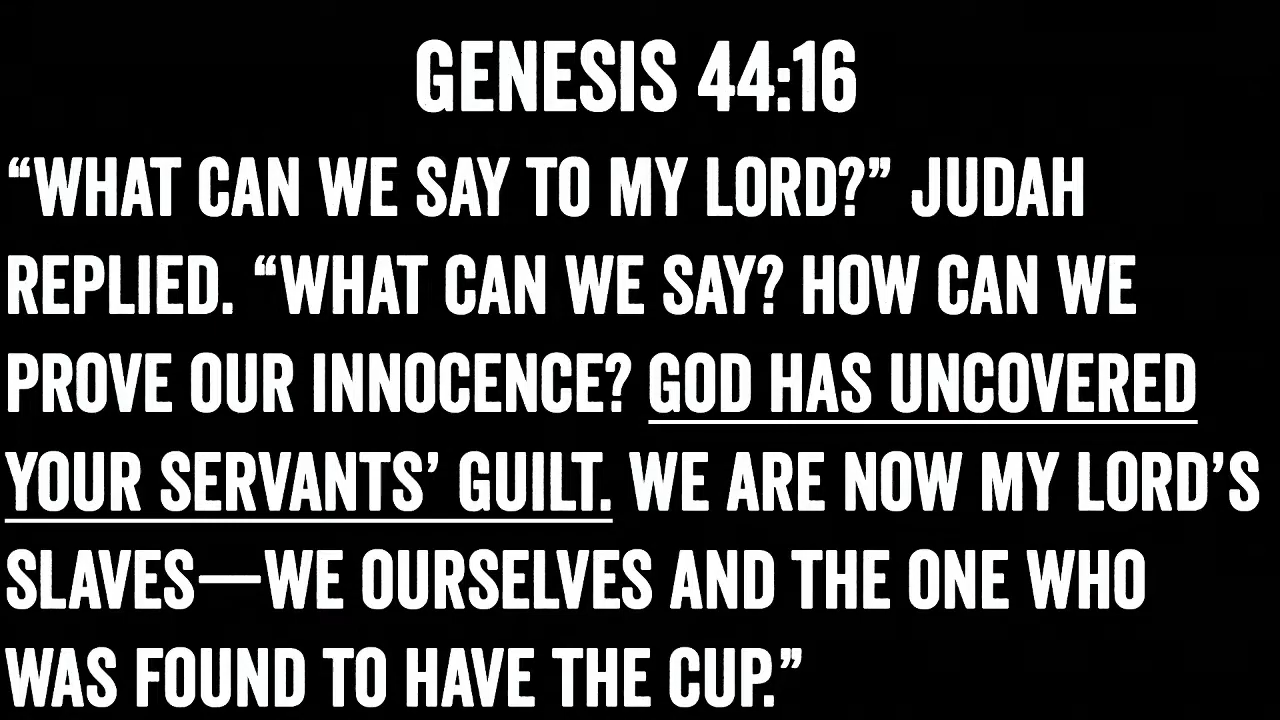 GENESIS 44:16
“WHAT CAN WE SAY TO MY LORD?” JUDAH
REPLIED. “WHAT CAN WE SAY? HOW CAN WE
PROVE OUR INNOCENCE? GOD HAS UNCOVERED
YOUR SERVANTS’ GUILT. WE ARE NOW MY LORD’S
SLAVES—WE OURSELVES AND THE ONE WHO
WAS FOUND TO HAVE THE CUP.”